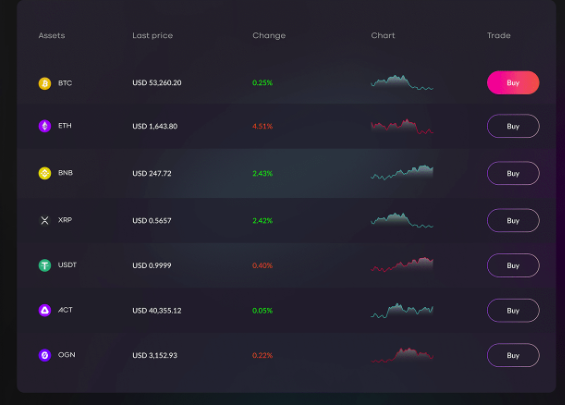 Assets Last price Change Chart Trade
BTC USD 53,260.20 0.25% Buy
ETH USD 1,643.80 4.51% Buy
BNB USD 247.72 2.43% Buy
XRP USD 0.5657 2.42% Buy
USDT USD 0.9999 0.40% Buy
ACT USD 40,355.12 0.05% Buy
OGN USD 3,152.93 0.22% Buy